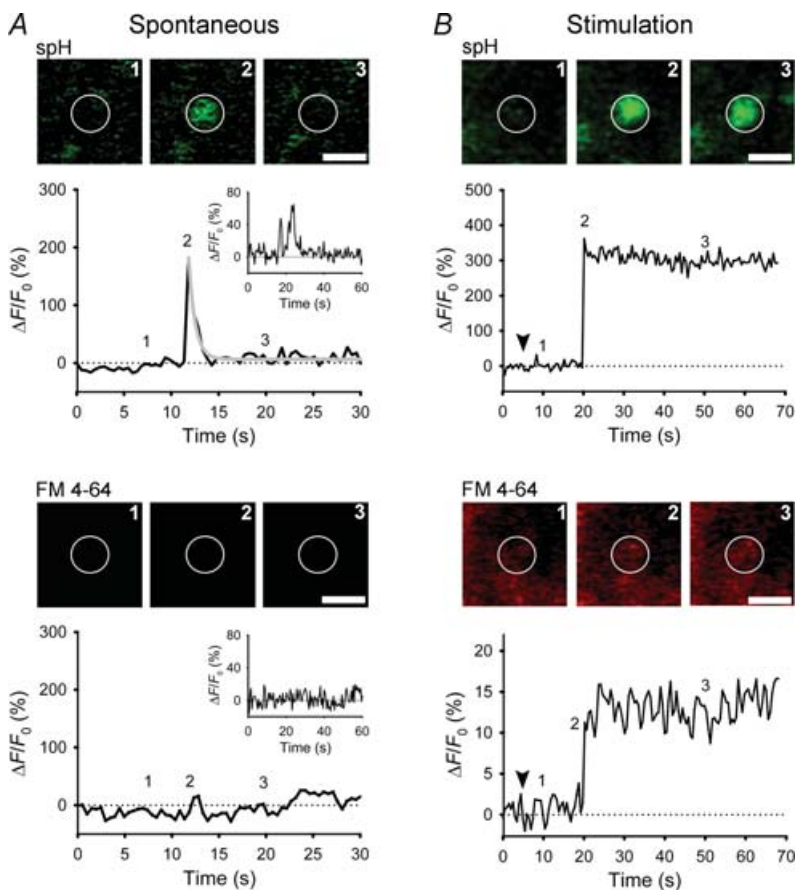 A Spontaneous
spH
1 2 3
300
200
100
0
ΔF/F0 (%)
1 2 3
0 5 10 15 20 25 30
Time (s)
80
40
0
ΔF/F0 (%)
0 20 40 60
Time (s)
FM 4-64
1 2 3
300
200
100
0
ΔF/F0 (%)
1 2 3
0 5 10 15 20 25 30
Time (s)
80
40
0
ΔF/F0 (%)
0 20 40 60
Time (s)
B Stimulation
spH
1 2 3
500
400
300
200
100
0
ΔF/F0 (%)
1 2 3
0 10 20 30 40 50 60 70
Time (s)
FM 4-64
1 2 3
20
15
10
5
0
ΔF/F0 (%)
1 2 3
0 10 20 30 40 50 60 70
Time (s)